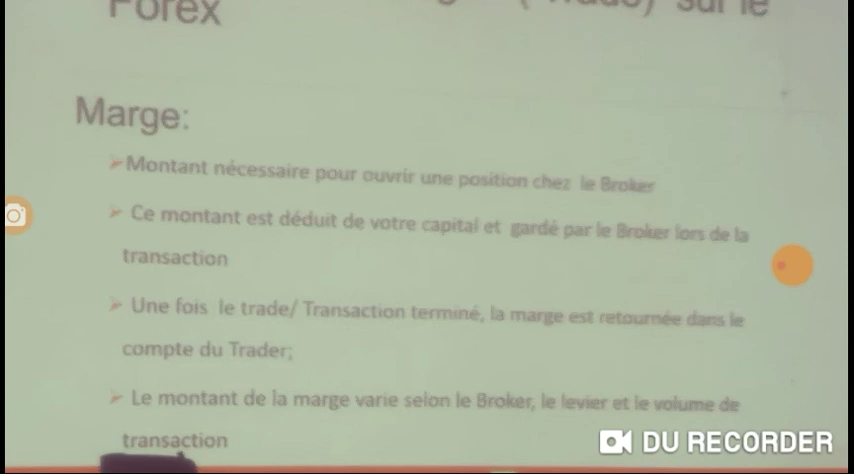 (Trade) sur le
Forex
Marge:
Montant nécessaire pour ouvrir une position chez le Broker
Ce montant est déduit de votre capital et gardé par le Broker lors de la
transaction
Une fois le trade/ Transaction terminé, la marge est retournée dans le
compte du Trader;
Le montant de la marge varie selon le Broker, le levier et le volume de
transaction
DU RECORDER